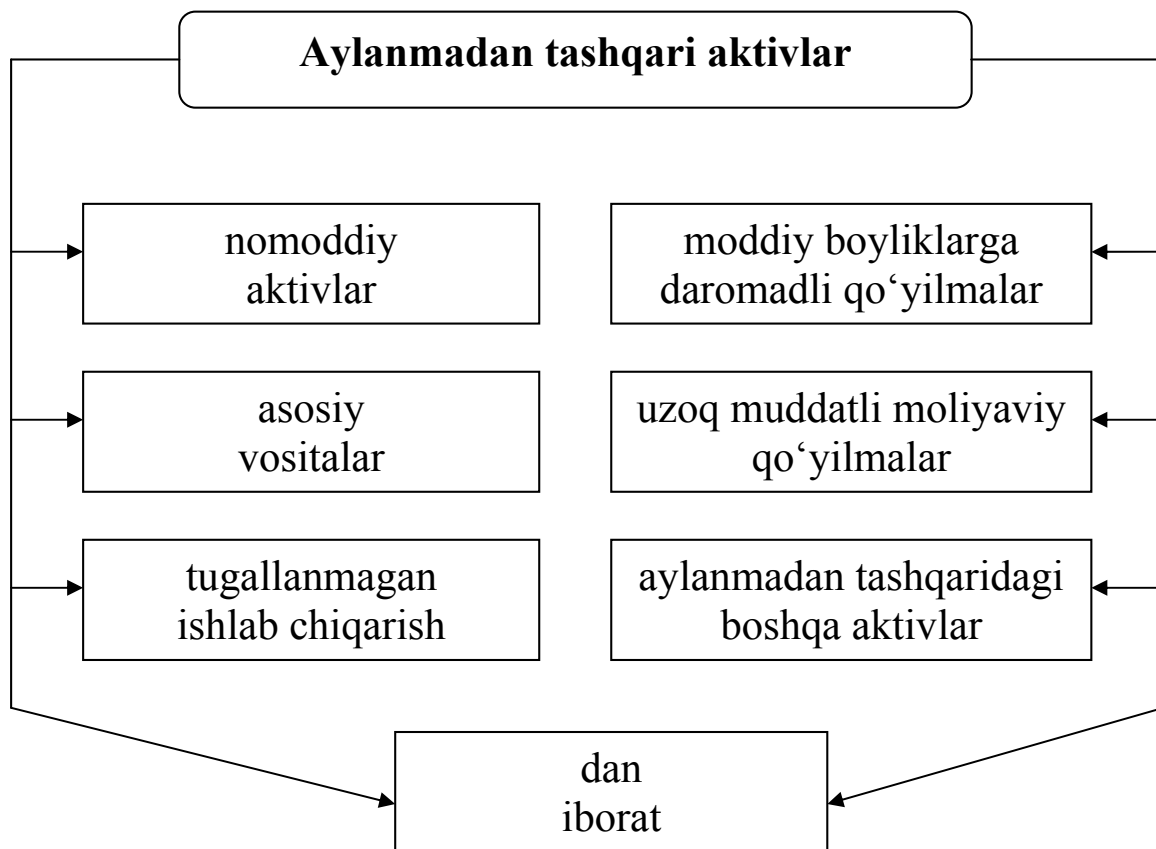 Aylanmadan tashqari aktivlar
nomoddiy
aktivlar
moddiy boyliklarga
daromadli qo‘yilmalar
asosiy
vositalar
uzoq muddatli moliyaviy
qo‘yilmalar
tugallanmagan
ishlab chiqarish
aylanmadan tashqaridagi
boshqa aktivlar
dan
iborat